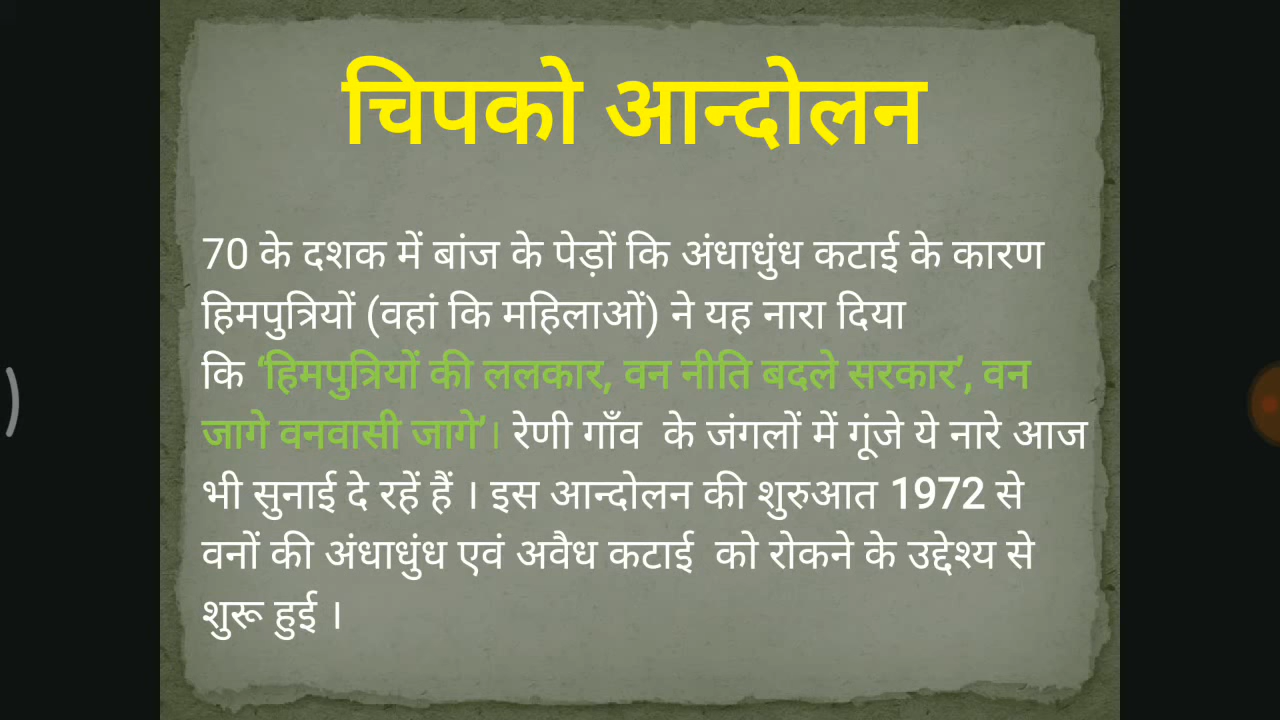 चिपको आन्दोलन
70 के दशक में बांज के पेड़ों कि अंधाधुंध कटाई के कारण
हिमपुत्रियों (वहां कि महिलाओं) ने यह नारा दिया
कि ‘हिमपुत्रियों की ललकार, वन नीति बदले सरकार’, वन
जागे वनवासी जागे’। रेणी गाँव के जंगलों में गूंजे ये नारे आज
भी सुनाई दे रहें हैं । इस आन्दोलन की शुरुआत 1972 से
वनों की अंधाधुंध एवं अवैध कटाई को रोकने के उद्देश्य से
शुरू हुई ।